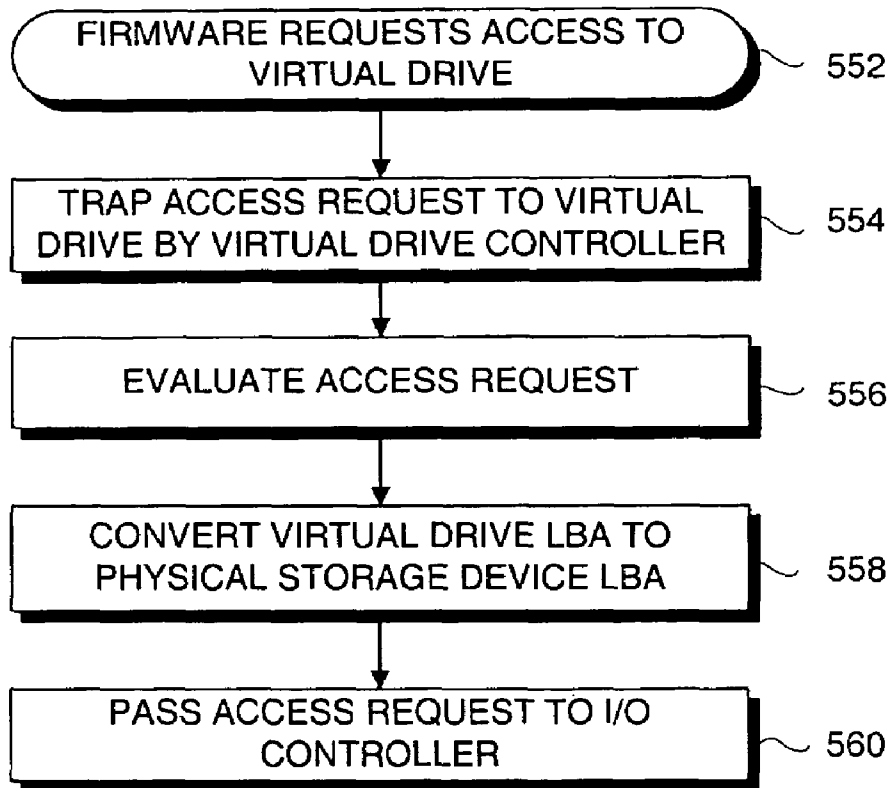 FIRMWARE REQUESTS ACCESS TO
VIRTUAL DRIVE
552
TRAP ACCESS REQUEST TO VIRTUAL
DRIVE BY VIRTUAL DRIVE CONTROLLER
554
EVALUATE ACCESS REQUEST
556
CONVERT VIRTUAL DRIVE LBA TO
PHYSICAL STORAGE DEVICE LBA
558
PASS ACCESS REQUEST TO I/O
CONTROLLER
560